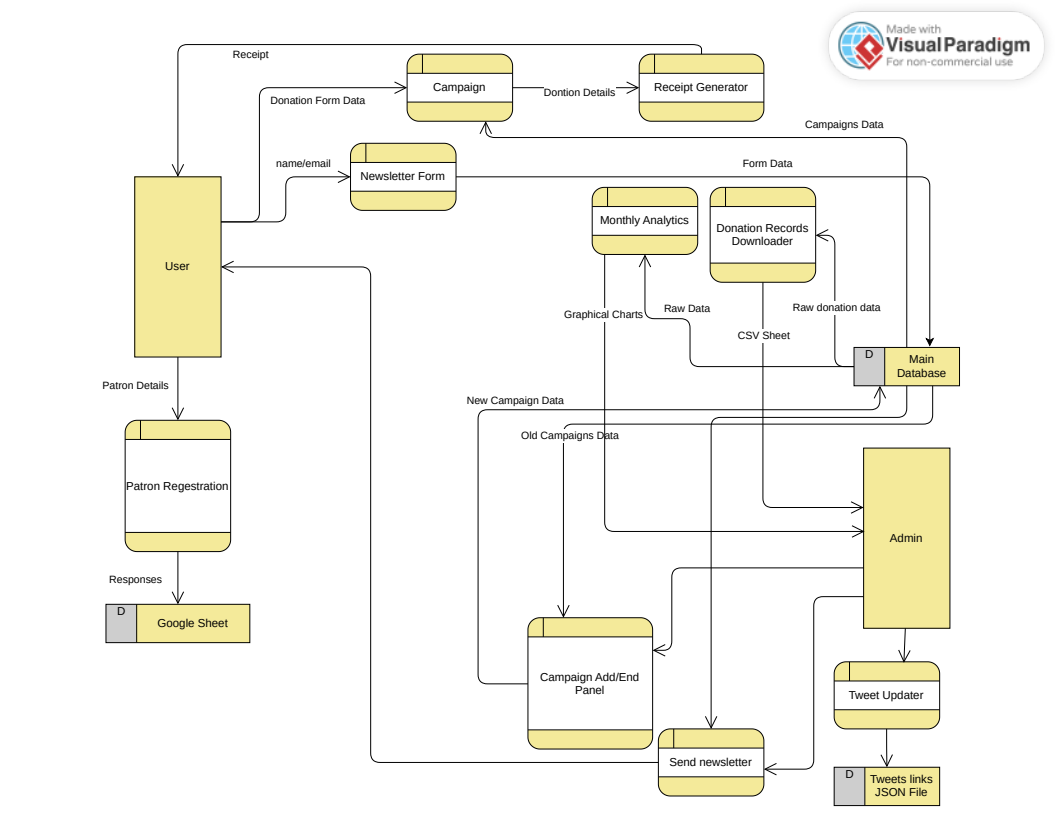 Made with
VisualParadigm
For non-commercial use
Receipt
Donation Form Data
Campaign
Dontion Details
Receipt Generator
Campaigns Data
name/email
Newsletter Form
Form Data
Monthly Analytics
Donation Records
Downloader
User
Graphical Charts
Raw Data
Raw donation data
CSV Sheet
D
Main
Database
Patron Details
New Campaign Data
Old Campaigns Data
Patron Regestration
Admin
Responses
D
Google Sheet
Campaign Add/End
Panel
Tweet Updater
Send newsletter
D
Tweets links
JSON File